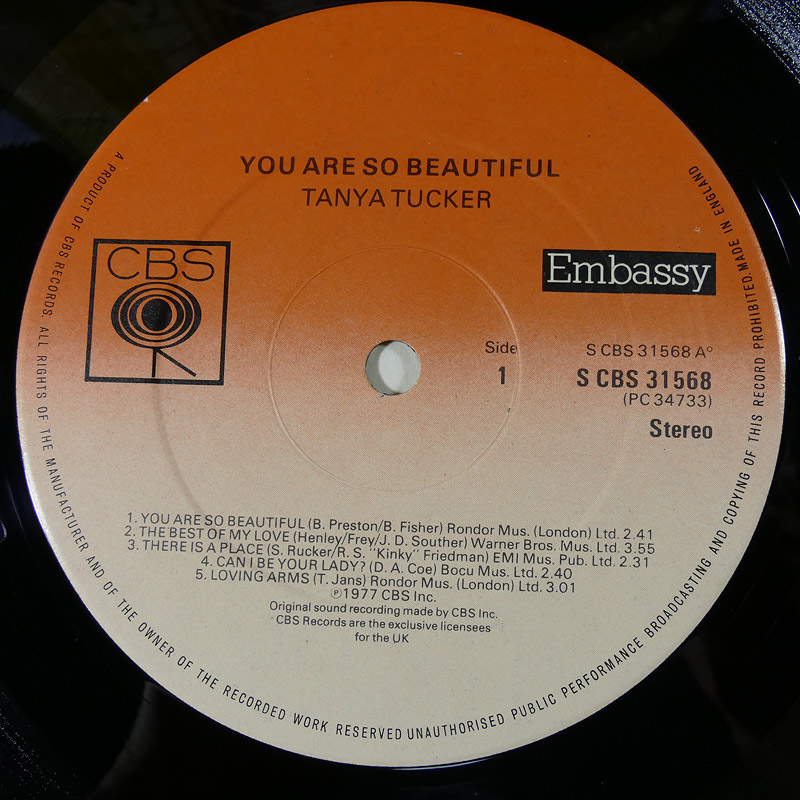 YOU ARE SO BEAUTIFUL
TANYA TUCKER
CBS
Embassy
Side
1
S CBS 31568 A°
S CBS 31568
(PC 34733)
Stereo
1. YOU ARE SO BEAUTIFUL (B. Preston/B. Fisher) Rondor Mus. (London) Ltd. 2.41
2. THE BEST OF MY LOVE (Henley/Frey/J. D. Souther) Warner Bros. Mus. Ltd. 3.55
3. THERE IS A PLACE (S. Rucker/R. S. "Kinky" Friedman) EMI Mus. Pub. Ltd. 2.31
4. CAN I BE YOUR LADY? (D. A. Coe) Bocu Mus. Ltd. 2.40
5. LOVING ARMS (T. Jans) Rondor Mus. (London) Ltd. 3.01
℗1977 CBS Inc.
Original sound recording made by CBS Inc.
CBS Records are the exclusive licensees
for the UK
A PRODUCT OF CBS RECORDS. ALL RIGHTS OF THE MANUFACTURER AND OF THE OWNER OF THE RECORDED WORK RESERVED UNAUTHORISED PUBLIC PERFORMANCE BROADCASTING AND COPYING OF THIS RECORD PROHIBITED. MADE IN ENGLAND